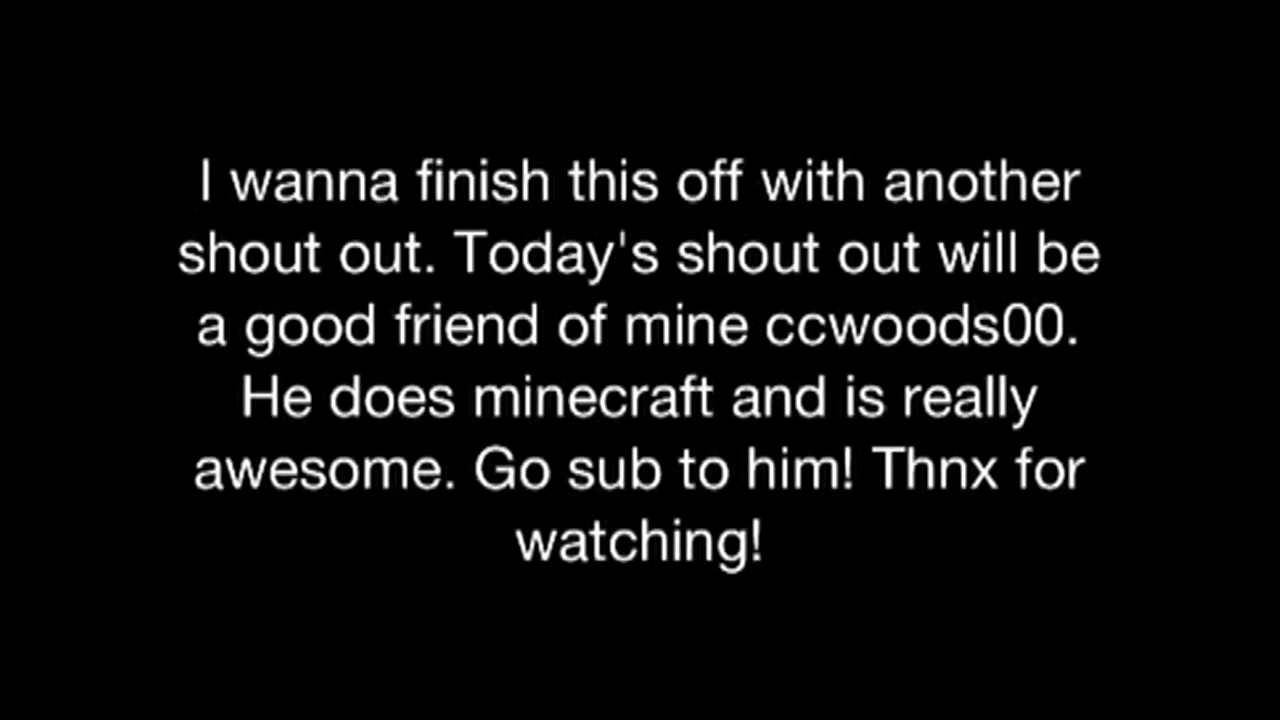 I wanna finish this off with another
shout out. Today's shout out will be
a good friend of mine ccwoods00.
He does minecraft and is really
awesome. Go sub to him! Thnx for
watching!